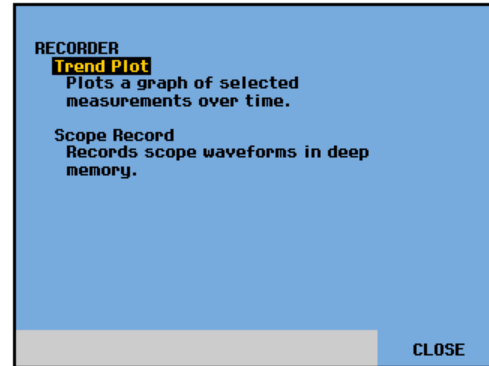 RECORDER
Trend Plot
Plots a graph of selected
measurements over time.
Scope Record
Records scope waveforms in deep
memory.
CLOSE